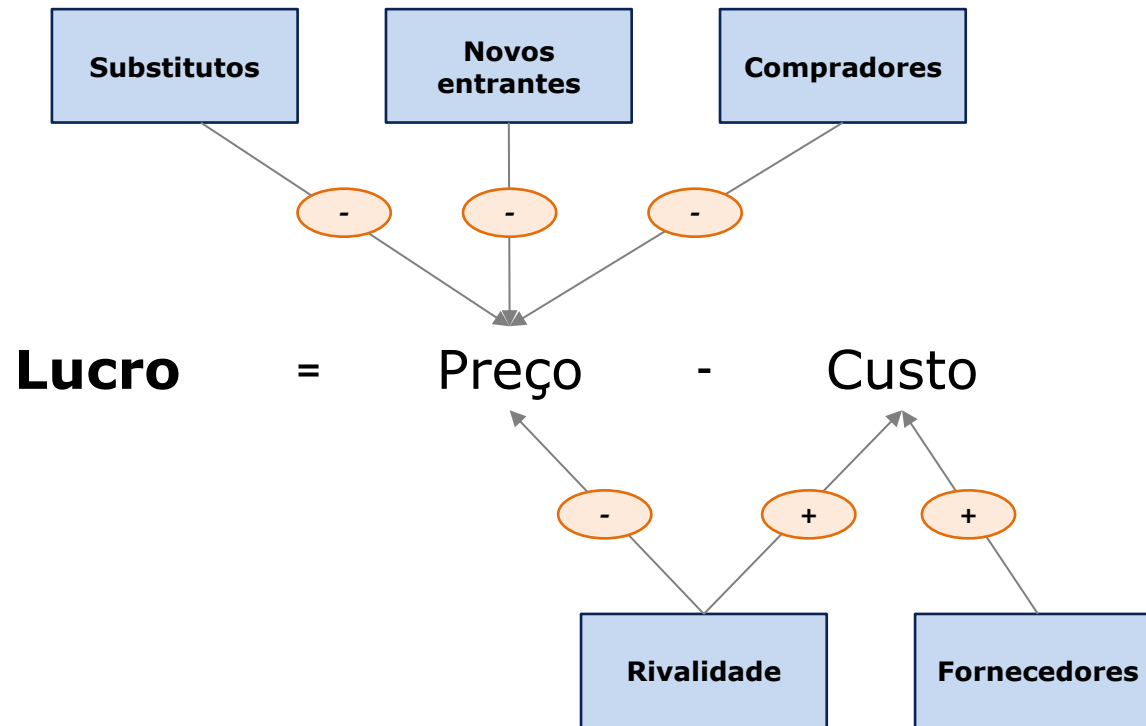 Substitutos
Novos
entrantes
Compradores
-
-
-
Lucro = Preço - Custo
-
+
+
Rivalidade
Fornecedores